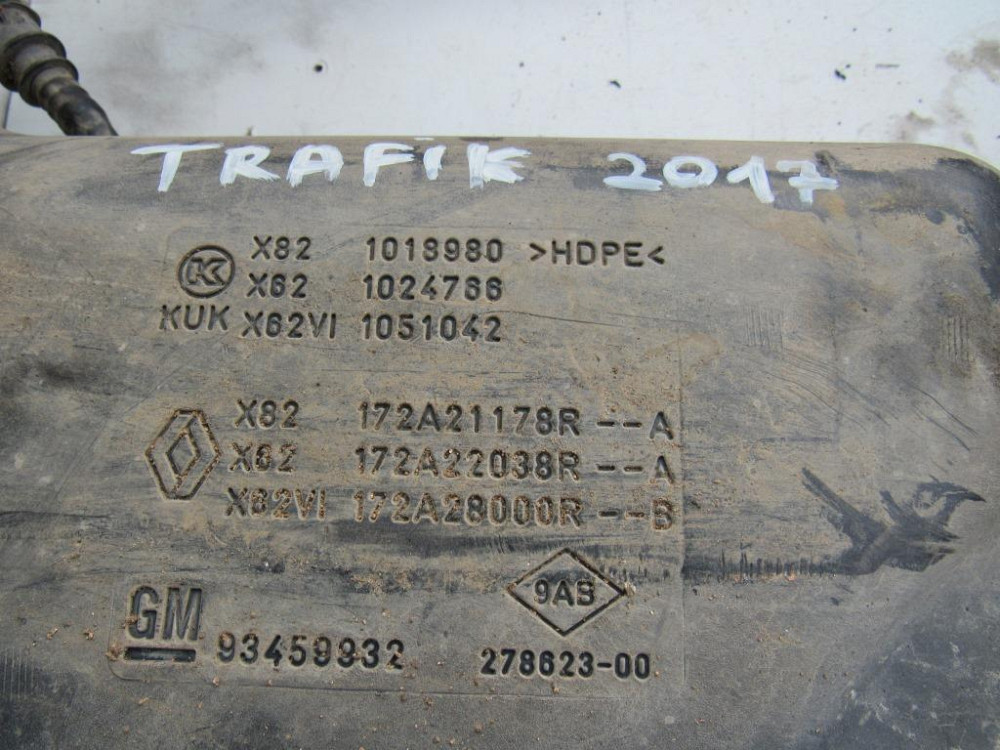 TRAFIK 2017
X82 1018980 >HDPE<
K X62 1024766
KUK X62VI 1051042
X82 172A21178R--A
X62 172A22038R--A
X62VI 172A28000R--B
9AB
GM 93459932 278623-00